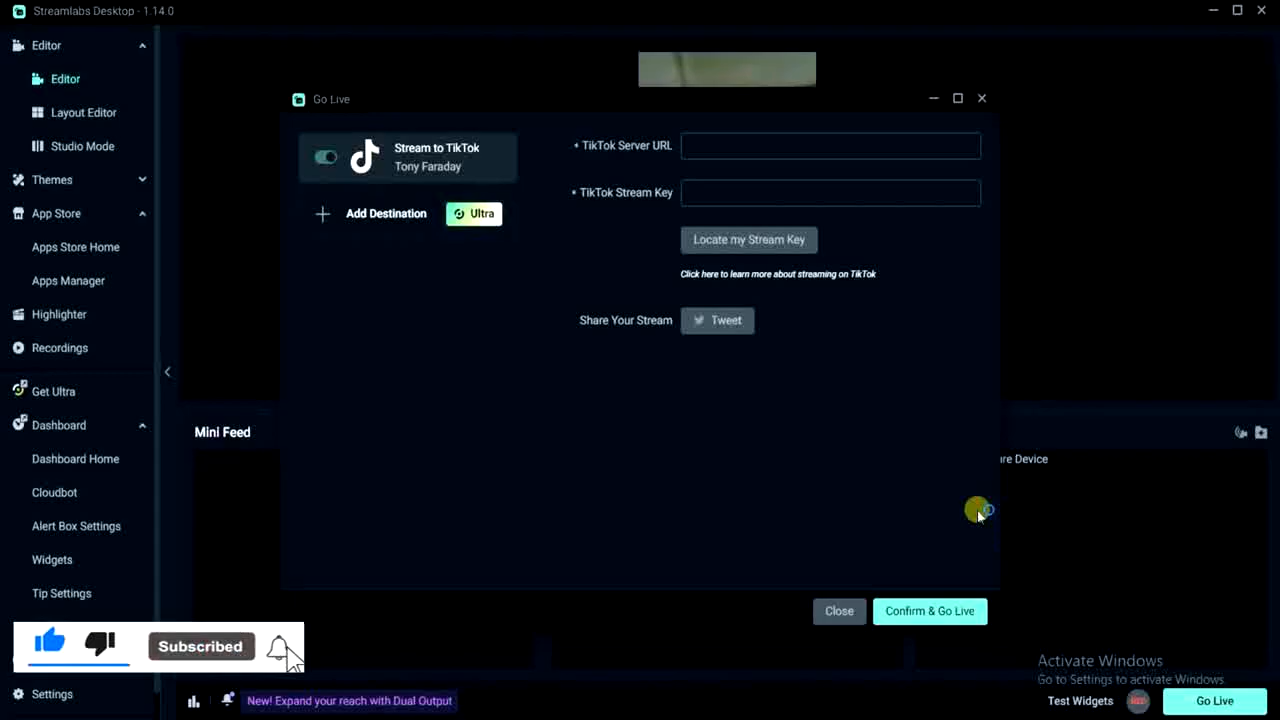 Streamlabs Desktop - 1.14.0
Editor
Editor
Layout Editor
Studio Mode
Themes
App Store
Apps Store Home
Apps Manager
Highlighter
Recordings
Get Ultra
Dashboard
Dashboard Home
Cloudbot
Alert Box Settings
Widgets
Tip Settings
Subscribed
Settings
Go Live
Stream to TikTok
Tony Faraday
Add Destination
Ultra
* TikTok Server URL
* TikTok Stream Key
Locate my Stream Key
Click here to learn more about streaming on TikTok
Share Your Stream
Tweet
Close
Confirm & Go Live
Mini Feed
ure Device
Activate Windows
Go to Settings to activate Windows.
New! Expand your reach with Dual Output
Test Widgets
Go Live